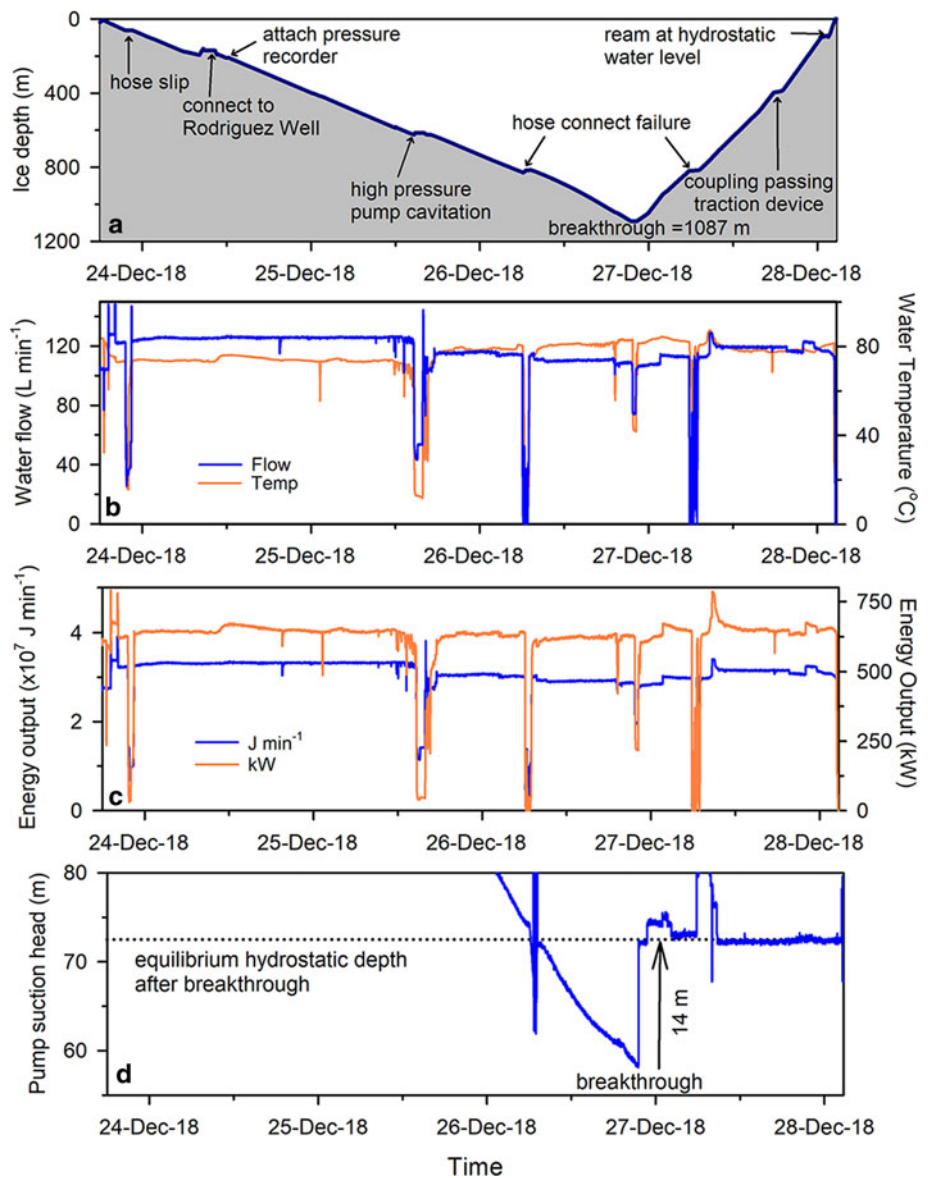 0
400
800
1200
Ice depth (m)
hose slip
attach pressure
recorder
connect to
Rodriguez Well
high pressure
pump cavitation
hose connect failure
ream at hydrostatic
water level
coupling passing
traction device
breakthrough =1087 m
a
24-Dec-18
25-Dec-18
26-Dec-18
27-Dec-18
28-Dec-18
120
80
40
0
Water flow (L min⁻¹)
80
40
0
Water Temperature (°C)
Flow
Temp
b
24-Dec-18
25-Dec-18
26-Dec-18
27-Dec-18
28-Dec-18
4
2
0
Energy output (x10⁷ J min⁻¹)
750
500
250
0
Energy Output (kW)
J min⁻¹
kW
c
24-Dec-18
25-Dec-18
26-Dec-18
27-Dec-18
28-Dec-18
80
70
60
Pump suction head (m)
equilibrium hydrostatic depth
after breakthrough
14 m
breakthrough
d
24-Dec-18
25-Dec-18
26-Dec-18
27-Dec-18
28-Dec-18
Time